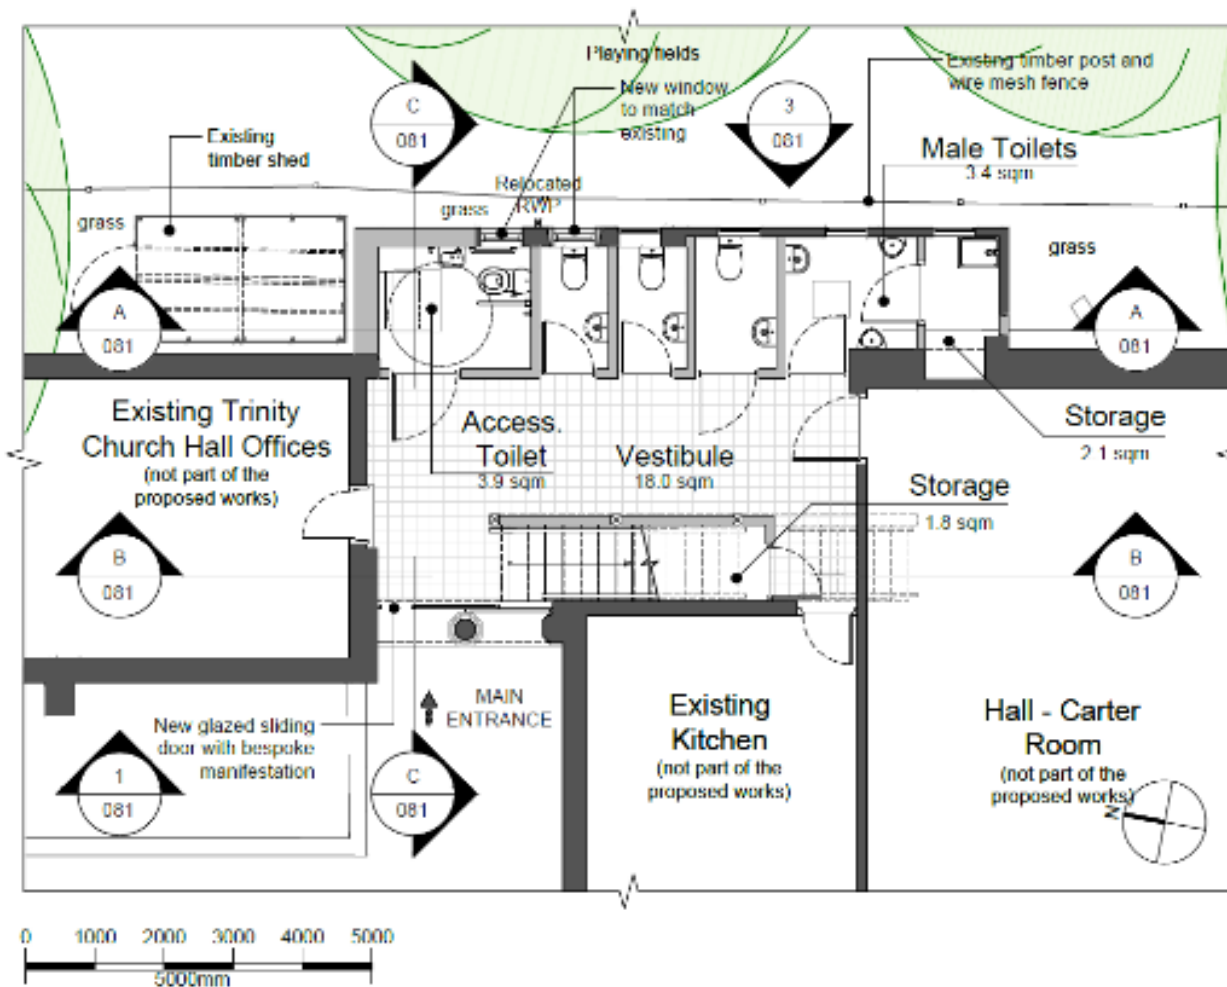 Playing fields
Existing timber post and
wire mesh fence
New window
to match
existing
C
081
3
081
Existing
timber shed
Male Toilets
3.4 sqm
Relocated
RWP
grass
grass
grass
A
081
A
081
Existing Trinity
Church Hall Offices
(not part of the
proposed works)
Access.
Toilet
3.9 sqm
Vestibule
18.0 sqm
Storage
2.1 sqm
Storage
1.8 sqm
B
081
B
081
MAIN
ENTRANCE
New glazed sliding
door with bespoke
manifestation
Existing
Kitchen
(not part of the
proposed works)
Hall - Carter
Room
(not part of the
proposed works)
1
081
C
081
N
0 1000 2000 3000 4000 5000
5000mm